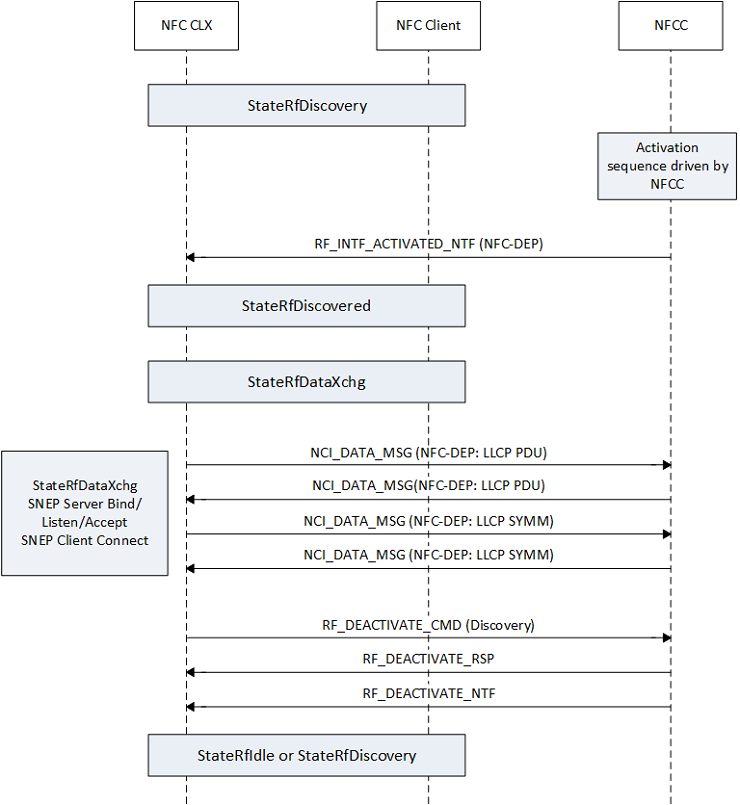 NFC CLX
NFC Client
NFCC
StateRfDiscovery
Activation
sequence driven by
NFCC
RF_INTF_ACTIVATED_NTF (NFC-DEP)
StateRfDiscovered
StateRfDataXchg
NCI_DATA_MSG (NFC-DEP: LLCP PDU)
StateRfDataXchg
SNEP Server Bind/
Listen/Accept
SNEP Client Connect
NCI_DATA_MSG(NFC-DEP: LLCP PDU)
NCI_DATA_MSG (NFC-DEP: LLCP SYMM)
NCI_DATA_MSG (NFC-DEP: LLCP SYMM)
RF_DEACTIVATE_CMD (Discovery)
RF_DEACTIVATE_RSP
RF_DEACTIVATE_NTF
StateRfIdle or StateRfDiscovery